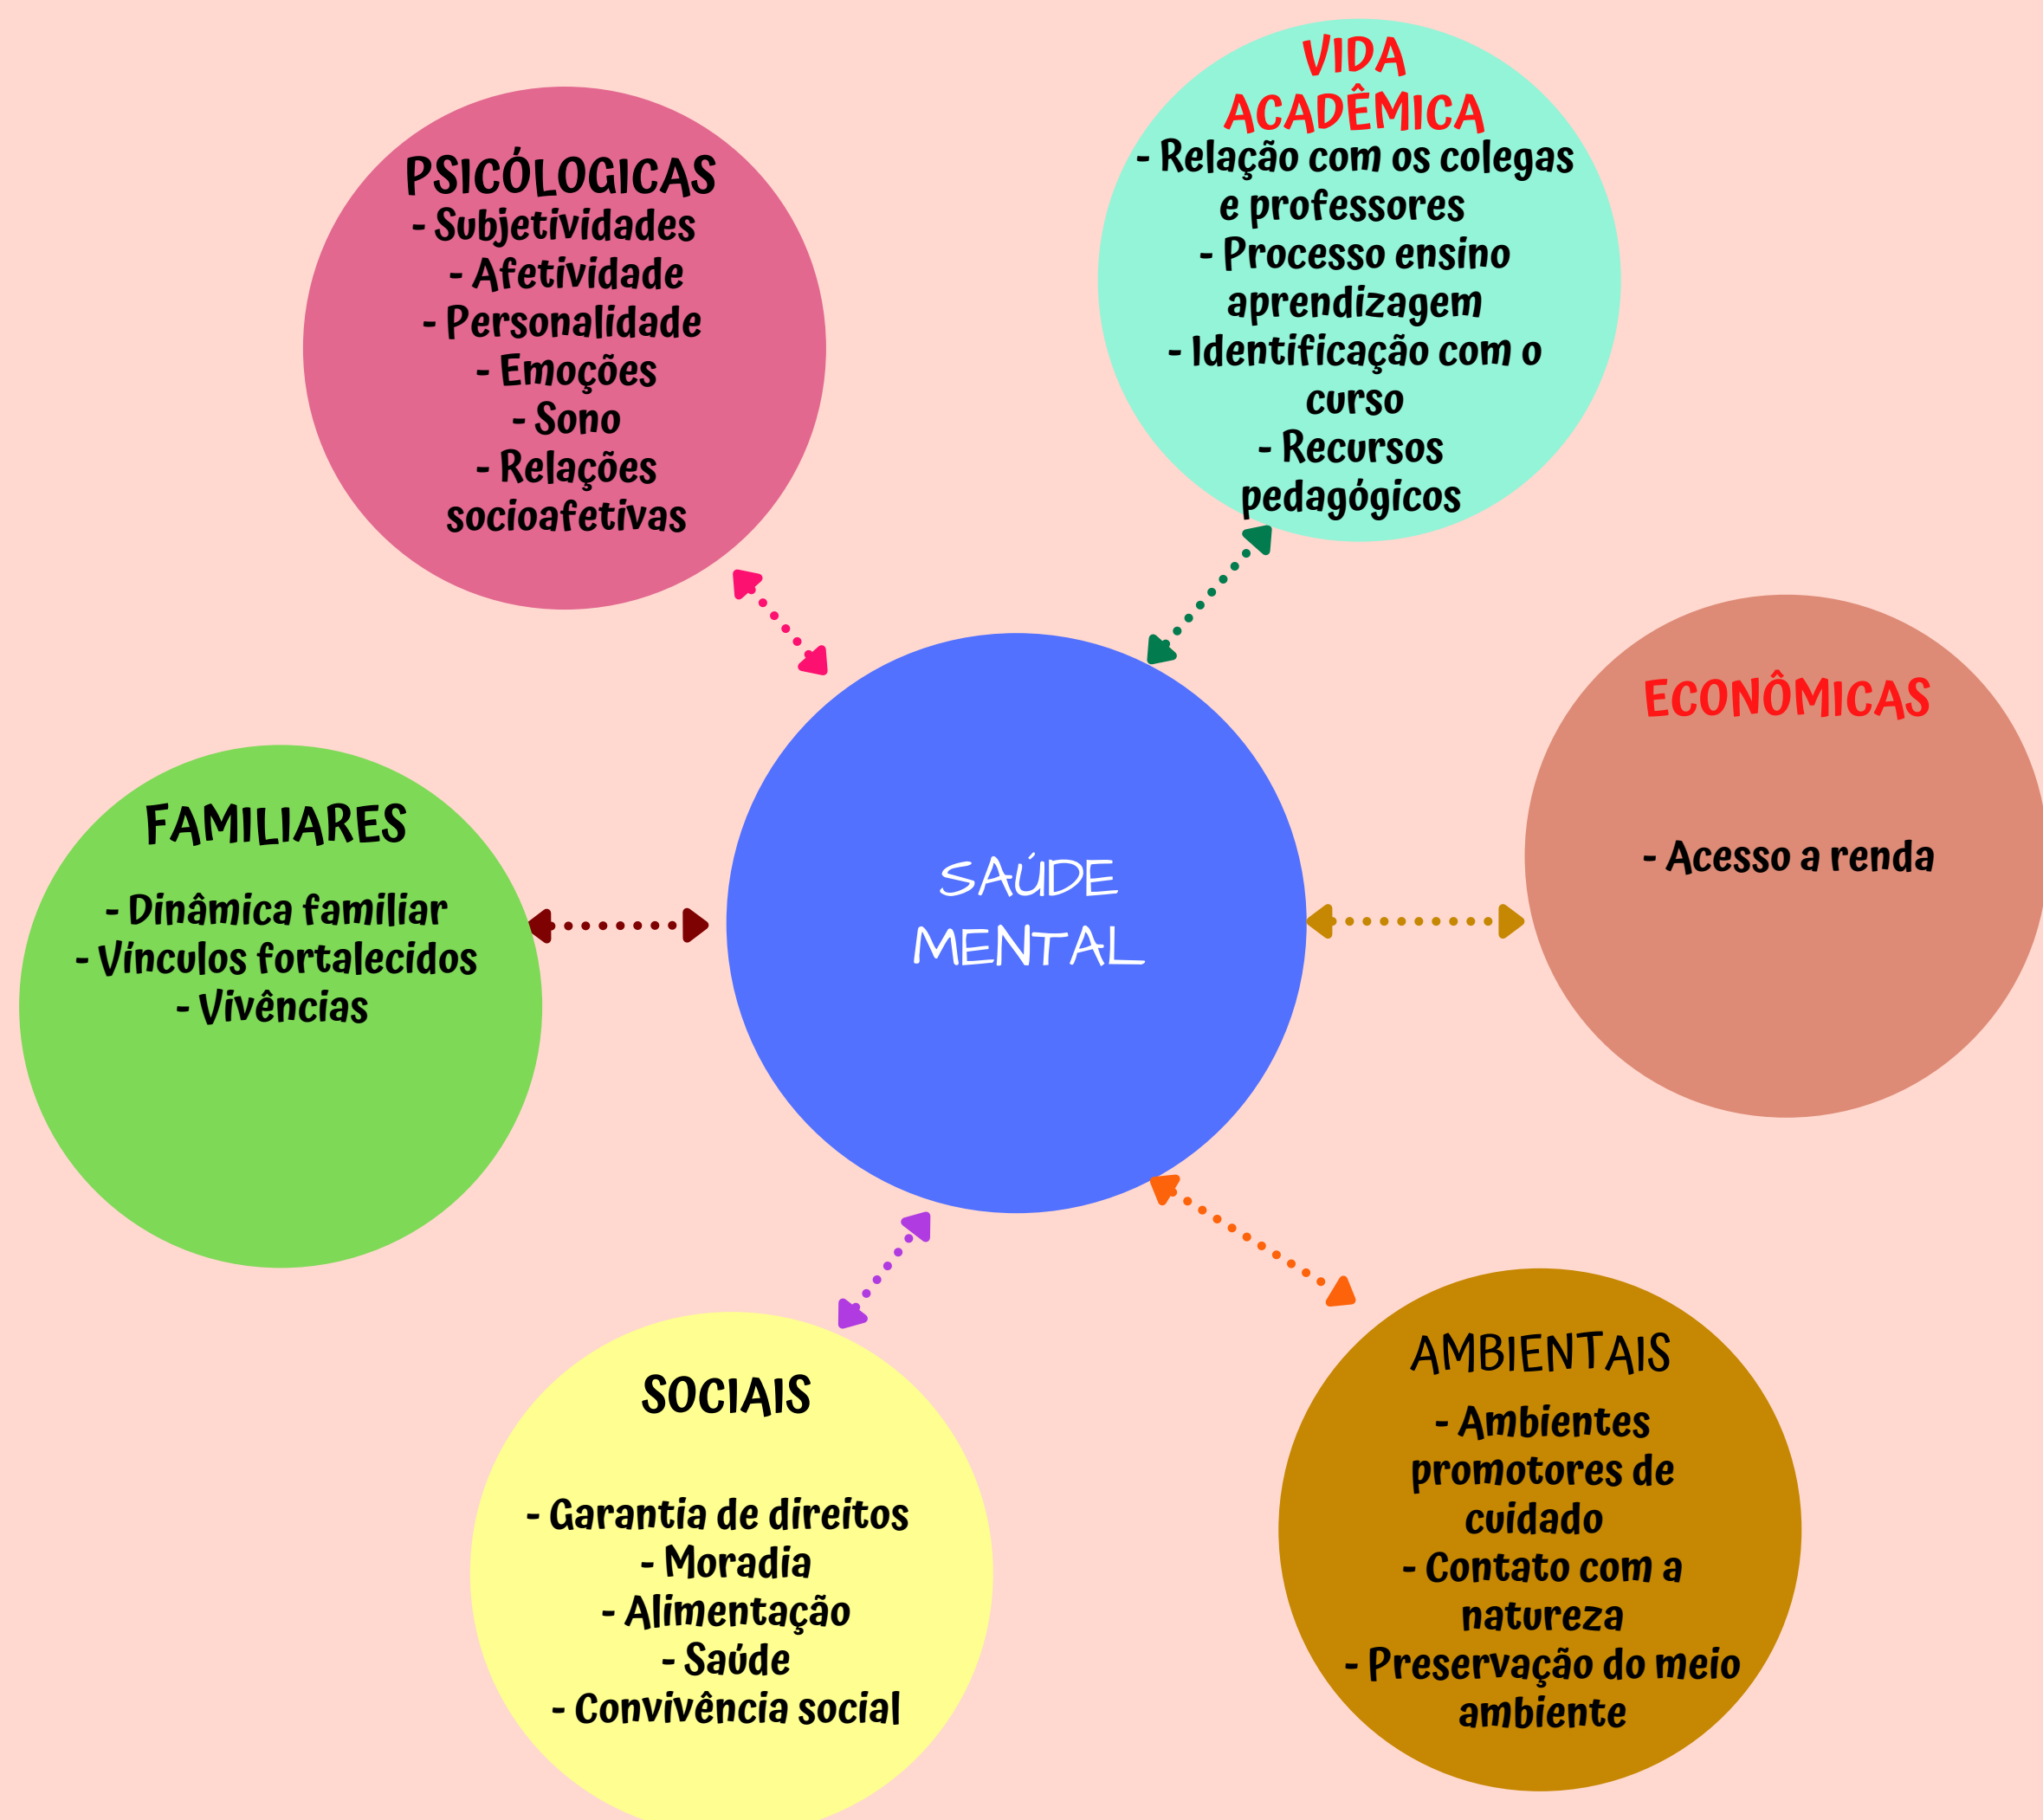 PSICÓLOGICAS
- Subjetividades
- Afetividade
- Personalidade
- Emoções
- Sono
- Relações
socioafetivas
VIDA
ACADÊMICA
- Relação com os colegas
e professores
- Processo ensino
aprendizagem
- Identificação com o
curso
- Recursos
pedagógicos
FAMILIARES
- Dinâmica familiar
- Vínculos fortalecidos
- Vivências
SAÚDE
MENTAL
ECONÔMICAS
- Acesso a renda
SOCIAIS
- Garantia de direitos
- Moradia
- Alimentação
- Saúde
- Convivência social
AMBIENTAIS
- Ambientes
promotores de
cuidado
- Contato com a
natureza
- Preservação do meio
ambiente